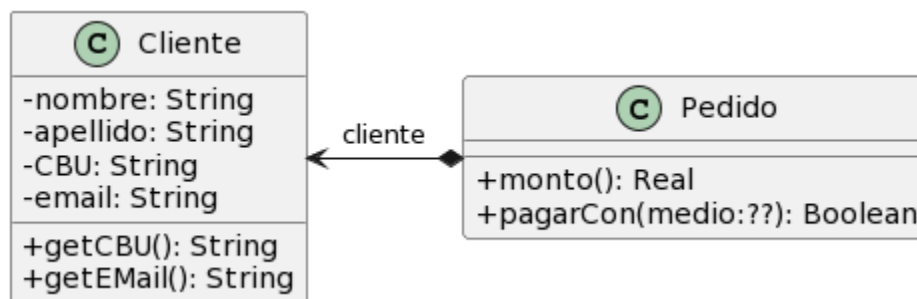 C Cliente
-nombre: String
-apellido: String
-CBU: String
-email: String
+getCBU(): String
+getEMail(): String
cliente
C Pedido
+monto(): Real
+pagarCon(medio:??): Boolean